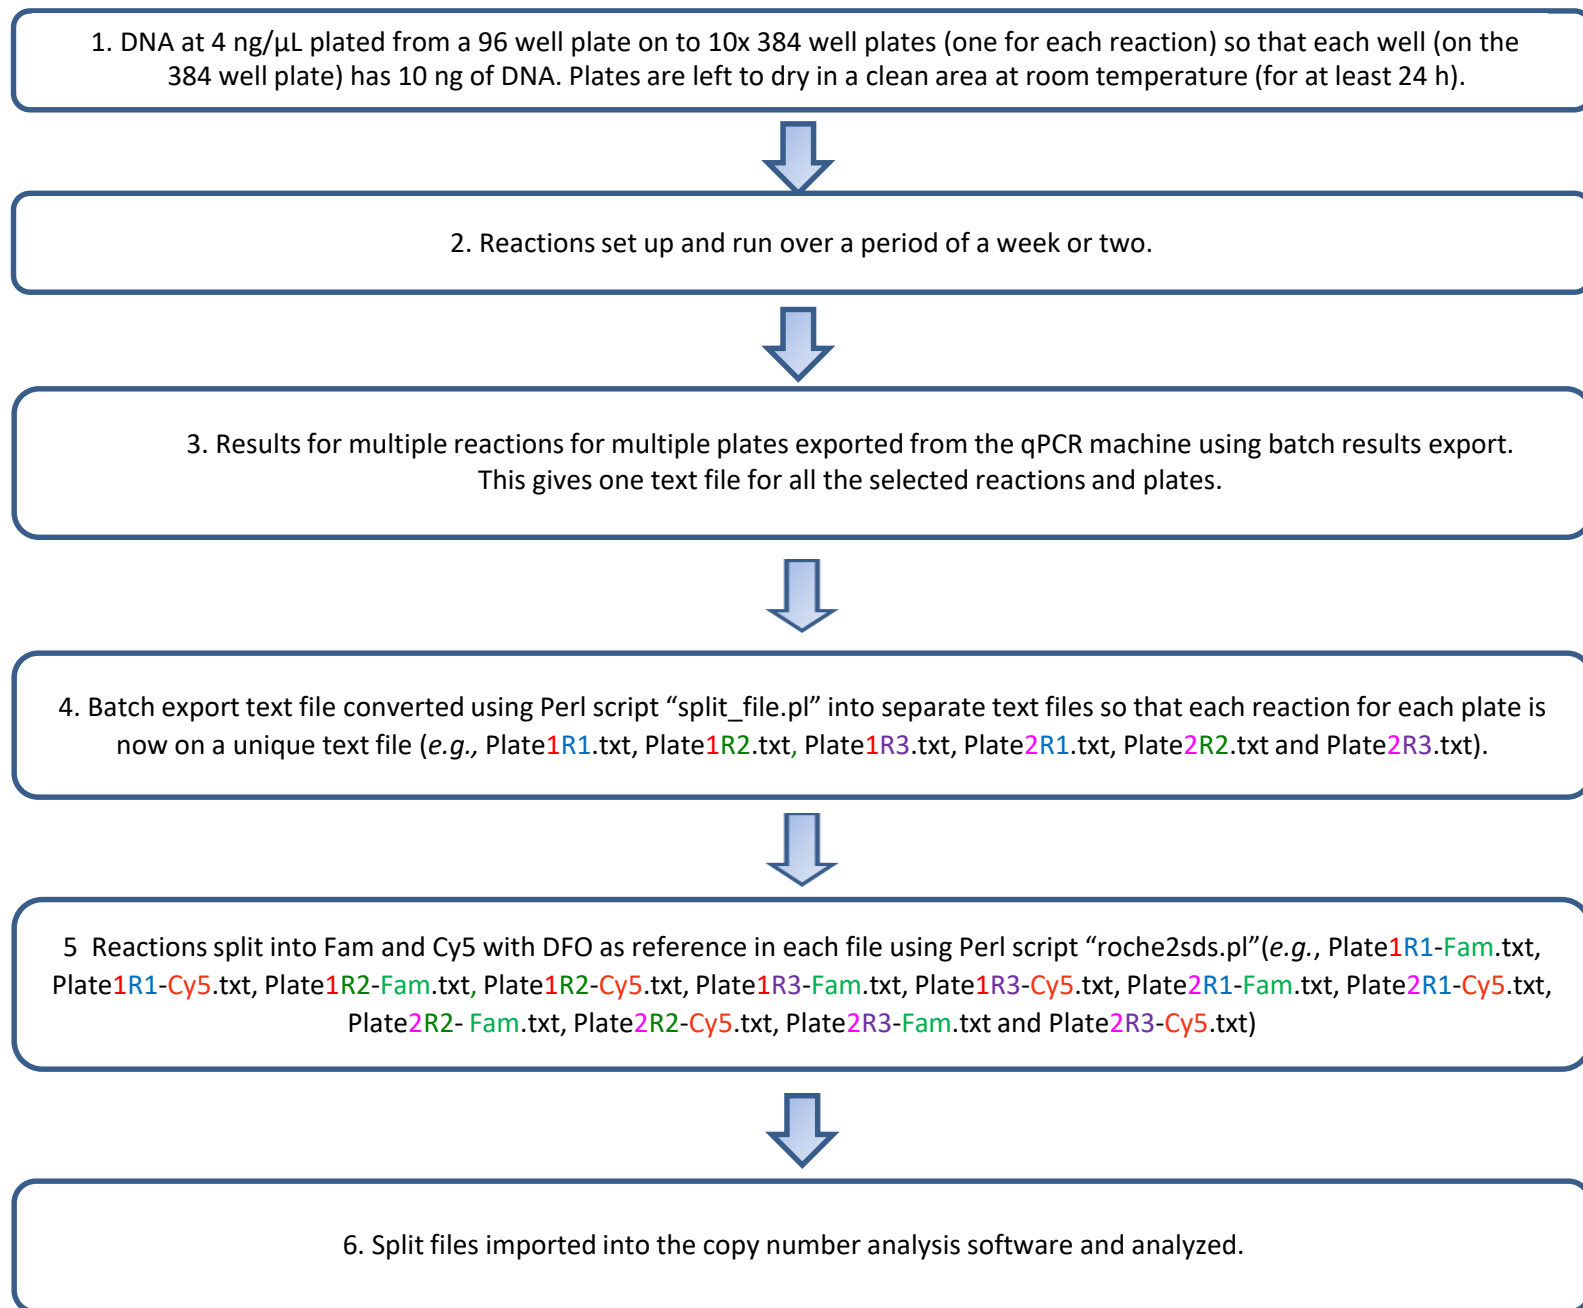 1. DNA at 4 ng/µL plated from a 96 well plate on to 10x 384 well plates (one for each reaction) so that each well (on the
384 well plate) has 10 ng of DNA. Plates are left to dry in a clean area at room temperature (for at least 24 h).
2. Reactions set up and run over a period of a week or two.
3. Results for multiple reactions for multiple plates exported from the qPCR machine using batch results export.
This gives one text file for all the selected reactions and plates.
4. Batch export text file converted using Perl script “split_file.pl” into separate text files so that each reaction for each plate is
now on a unique text file (e.g., Plate1R1.txt, Plate1R2.txt, Plate1R3.txt, Plate2R1.txt, Plate2R2.txt and Plate2R3.txt).
5 Reactions split into Fam and Cy5 with DFO as reference in each file using Perl script “roche2sds.pl”(e.g., Plate1R1-Fam.txt,
Plate1R1-Cy5.txt, Plate1R2-Fam.txt, Plate1R2-Cy5.txt, Plate1R3-Fam.txt, Plate1R3-Cy5.txt, Plate2R1-Fam.txt, Plate2R1-Cy5.txt,
Plate2R2- Fam.txt, Plate2R2-Cy5.txt, Plate2R3-Fam.txt and Plate2R3-Cy5.txt)
6. Split files imported into the copy number analysis software and analyzed.